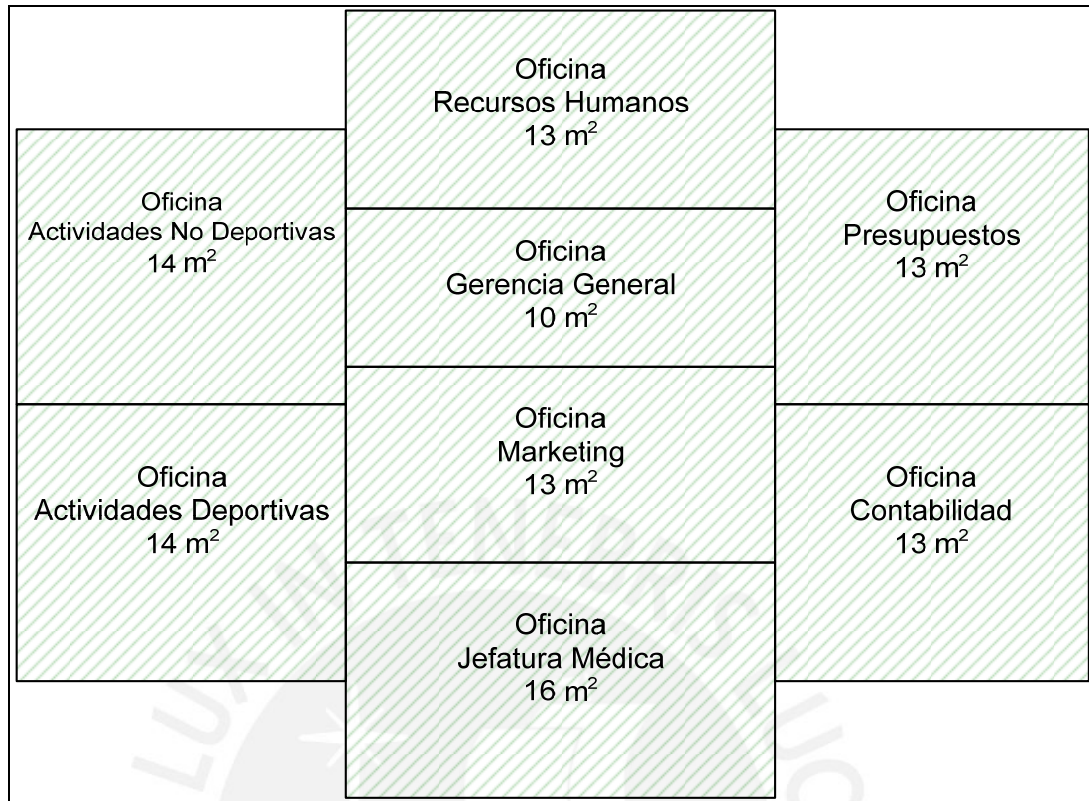 Oficina
Recursos Humanos
13 m²
Oficina
Actividades No Deportivas
14 m²
Oficina
Gerencia General
10 m²
Oficina
Presupuestos
13 m²
Oficina
Actividades Deportivas
14 m²
Oficina
Marketing
13 m²
Oficina
Contabilidad
13 m²
Oficina
Jefatura Médica
16 m²
LUX IN